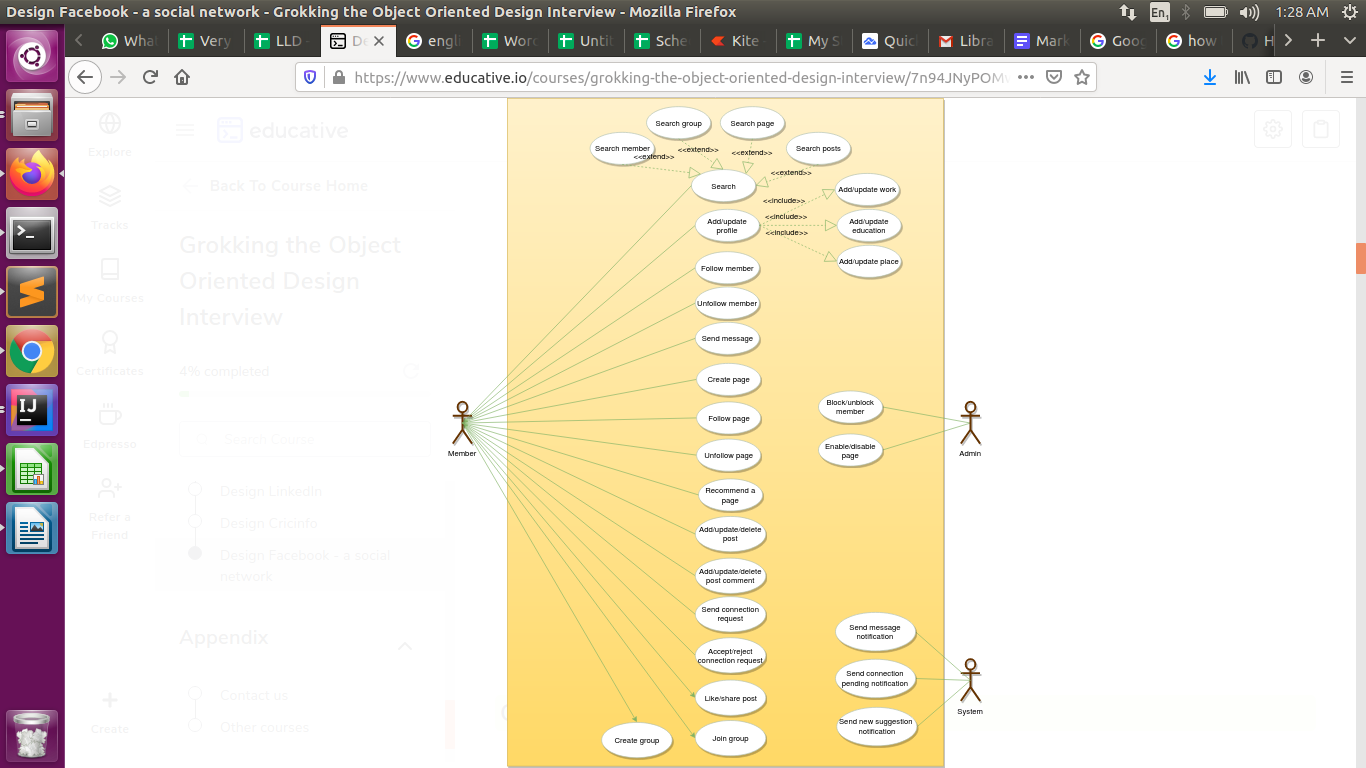 Design Facebook - a social network - Grokking the Object Oriented Design Interview - Mozilla Firefox
En1
1:28 AM
What
Very
LLD -
De
engli
Word
Untit
Sche
Kite -
My S
Quic
Libra
Mark
Goog
how
H
https://www.educative.io/courses/grokking-the-object-oriented-design-interview/7n94JNyPOM
educative
Explore
Back To Course Home
Tracks
Grokking the Object
Oriented Design
Interview
My Courses
4% completed
Certificates
Search Course
Edpresso
Design LinkedIn
Refer a
Friend
Design Cricinfo
Design Facebook - a social
network
Appendix
Contact us
Create
Other courses
Search group
Search page
Search member
Search posts
<<extend>>
<<extend>>
<<extend>>
<<extend>>
Search
Add/update work
<<include>>
<<include>>
<<include>>
Add/update
profile
Add/update
education
Add/update place
Follow member
Unfollow member
Send message
Create page
Follow page
Unfollow page
Recommend a
page
Add/update/delete
post
Add/update/delete
post comment
Send connection
request
Accept/reject
connection request
Like/share post
Join group
Create group
Member
Block/unblock
member
Enable/disable
page
Admin
Send message
notification
Send connection
pending notification
Send new suggestion
notification
System